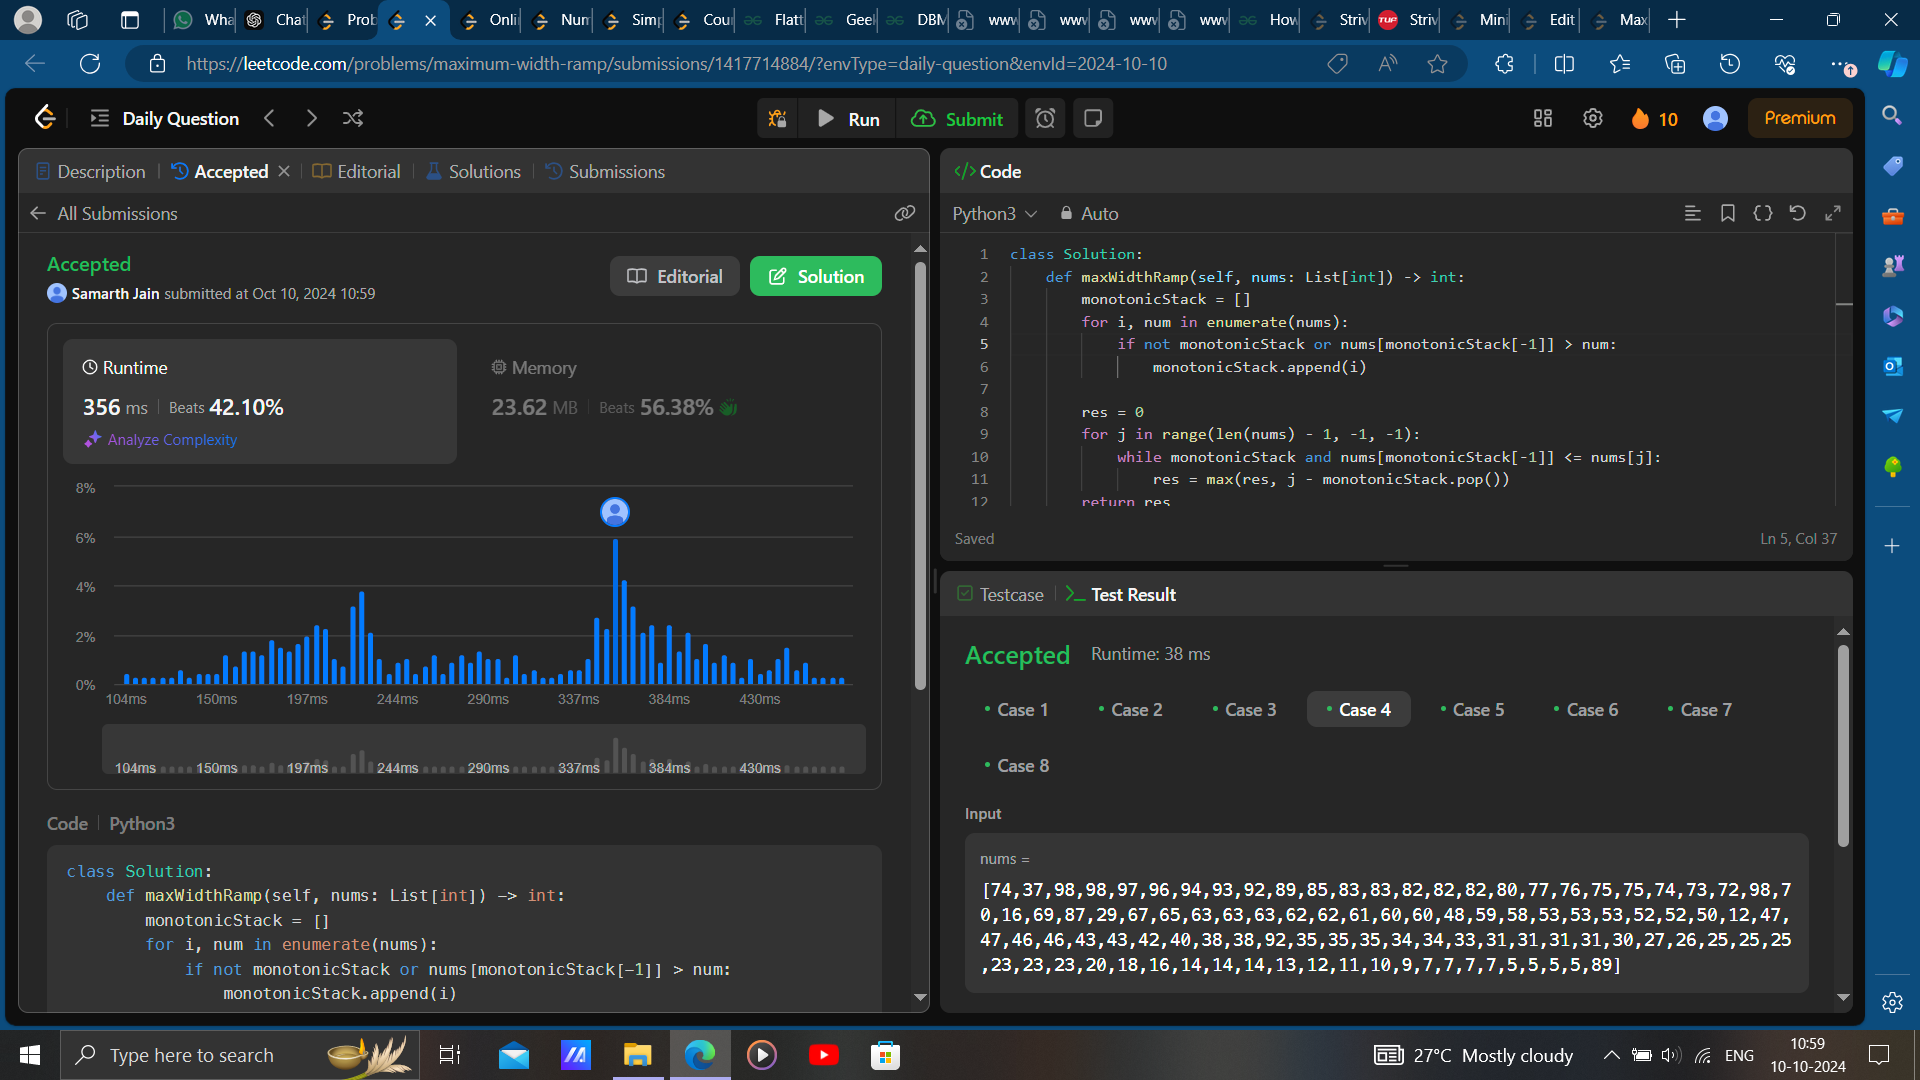 Wha
Chat
Prob
Onli
Num
Simp
Cou
Flatt
Geek
DBM
www
www
www
www
How
Striv
TUF
Striv
Mini
Edit
Max
https://leetcode.com/problems/maximum-width-ramp/submissions/1417714884/?envType=daily-question&envId=2024-10-10
Daily Question
Run
Submit
10
Premium
Description
Accepted
Editorial
Solutions
Submissions
All Submissions
Accepted
Samarth Jain submitted at Oct 10, 2024 10:59
Editorial
Solution
Runtime
356 ms Beats 42.10%
Analyze Complexity
Memory
23.62 MB Beats 56.38%
8%
6%
4%
2%
0%
104ms 150ms 197ms 244ms 290ms 337ms 384ms 430ms
104ms 150ms 197ms 244ms 290ms 337ms 384ms 430ms
Code Python3
class Solution:
def maxWidthRamp(self, nums: List[int]) -> int:
monotonicStack = []
for i, num in enumerate(nums):
if not monotonicStack or nums[monotonicStack[-1]] > num:
monotonicStack.append(i)
</> Code
Python3 Auto
1 class Solution:
2 def maxWidthRamp(self, nums: List[int]) -> int:
3 monotonicStack = []
4 for i, num in enumerate(nums):
5 if not monotonicStack or nums[monotonicStack[-1]] > num:
6 monotonicStack.append(i)
7
8 res = 0
9 for j in range(len(nums) - 1, -1, -1):
10 while monotonicStack and nums[monotonicStack[-1]] <= nums[j]:
11 res = max(res, j - monotonicStack.pop())
12 return res
Saved
Ln 5, Col 37
Testcase
Test Result
Accepted Runtime: 38 ms
Case 1
Case 2
Case 3
Case 4
Case 5
Case 6
Case 7
Case 8
Input
nums =
[74,37,98,98,97,96,94,93,92,89,85,83,83,82,82,82,80,77,76,75,75,74,73,72,98,7
0,16,69,87,29,67,65,63,63,63,62,62,61,60,60,48,59,58,53,53,53,52,52,50,12,47,
47,46,46,43,43,42,40,38,38,92,35,35,35,34,34,33,31,31,31,31,30,27,26,25,25,25
,23,23,23,20,18,16,14,14,14,13,12,11,10,9,7,7,7,7,5,5,5,5,89]
Type here to search
27°C Mostly cloudy
ENG
10:59
10-10-2024